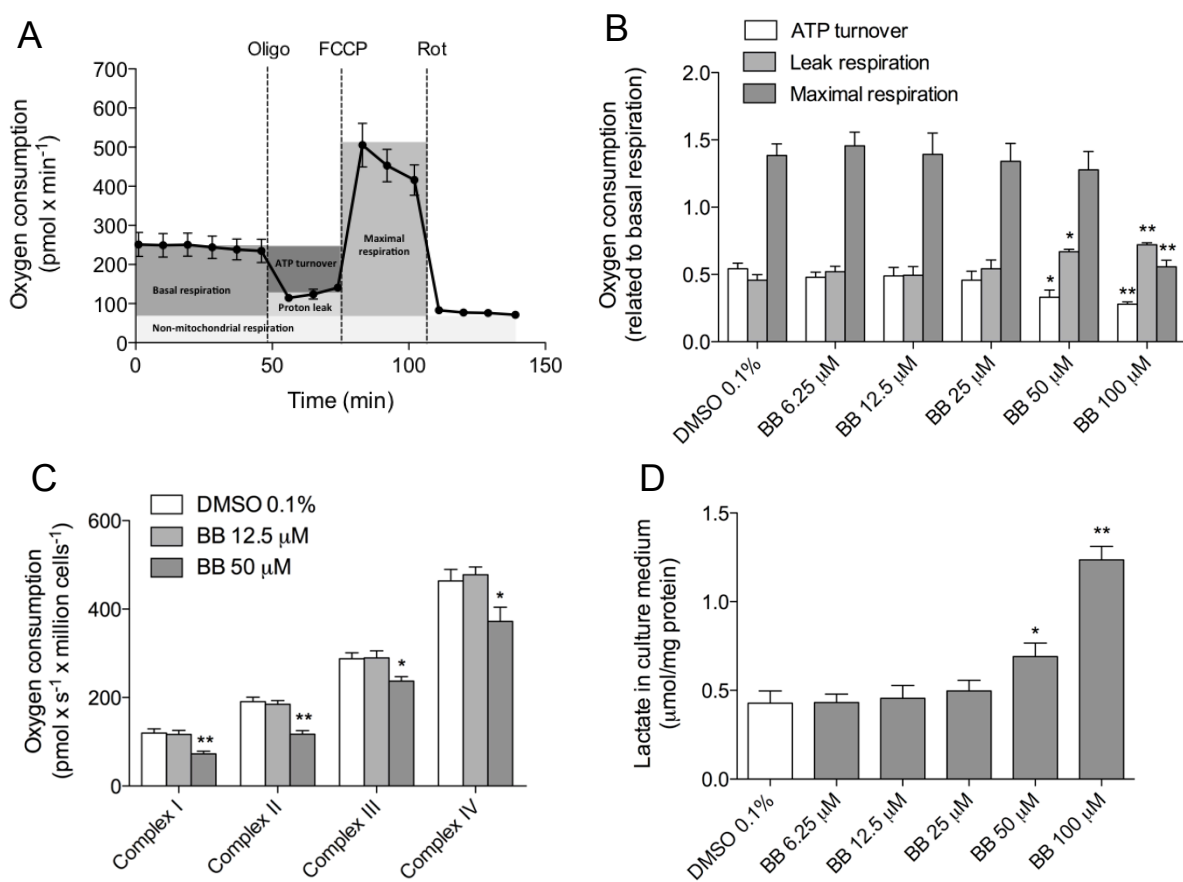 A
Oligo
FCCP
Rot
Oxygen consumption
(pmol x min⁻¹)
700
600
500
400
300
200
100
0
Basal respiration
ATP turnover
Proton leak
Maximal
respiration
Non-mitochondrial respiration
0
50
100
150
Time (min)
B
ATP turnover
Leak respiration
Maximal respiration
Oxygen consumption
(related to basal respiration)
2.0
1.5
1.0
0.5
0.0
*
*
**
**
**
DMSO 0.1%
BB 6.25 μM
BB 12.5 μM
BB 25 μM
BB 50 μM
BB 100 μM
C
DMSO 0.1%
BB 12.5 μM
BB 50 μM
Oxygen consumption
(pmol x s⁻¹ x million cells⁻¹)
600
400
200
0
**
**
*
*
Complex I
Complex II
Complex III
Complex IV
D
Lactate in culture medium
(μmol/mg protein)
1.5
1.0
0.5
0.0
*
**
DMSO 0.1%
BB 6.25 μM
BB 12.5 μM
BB 25 μM
BB 50 μM
BB 100 μM